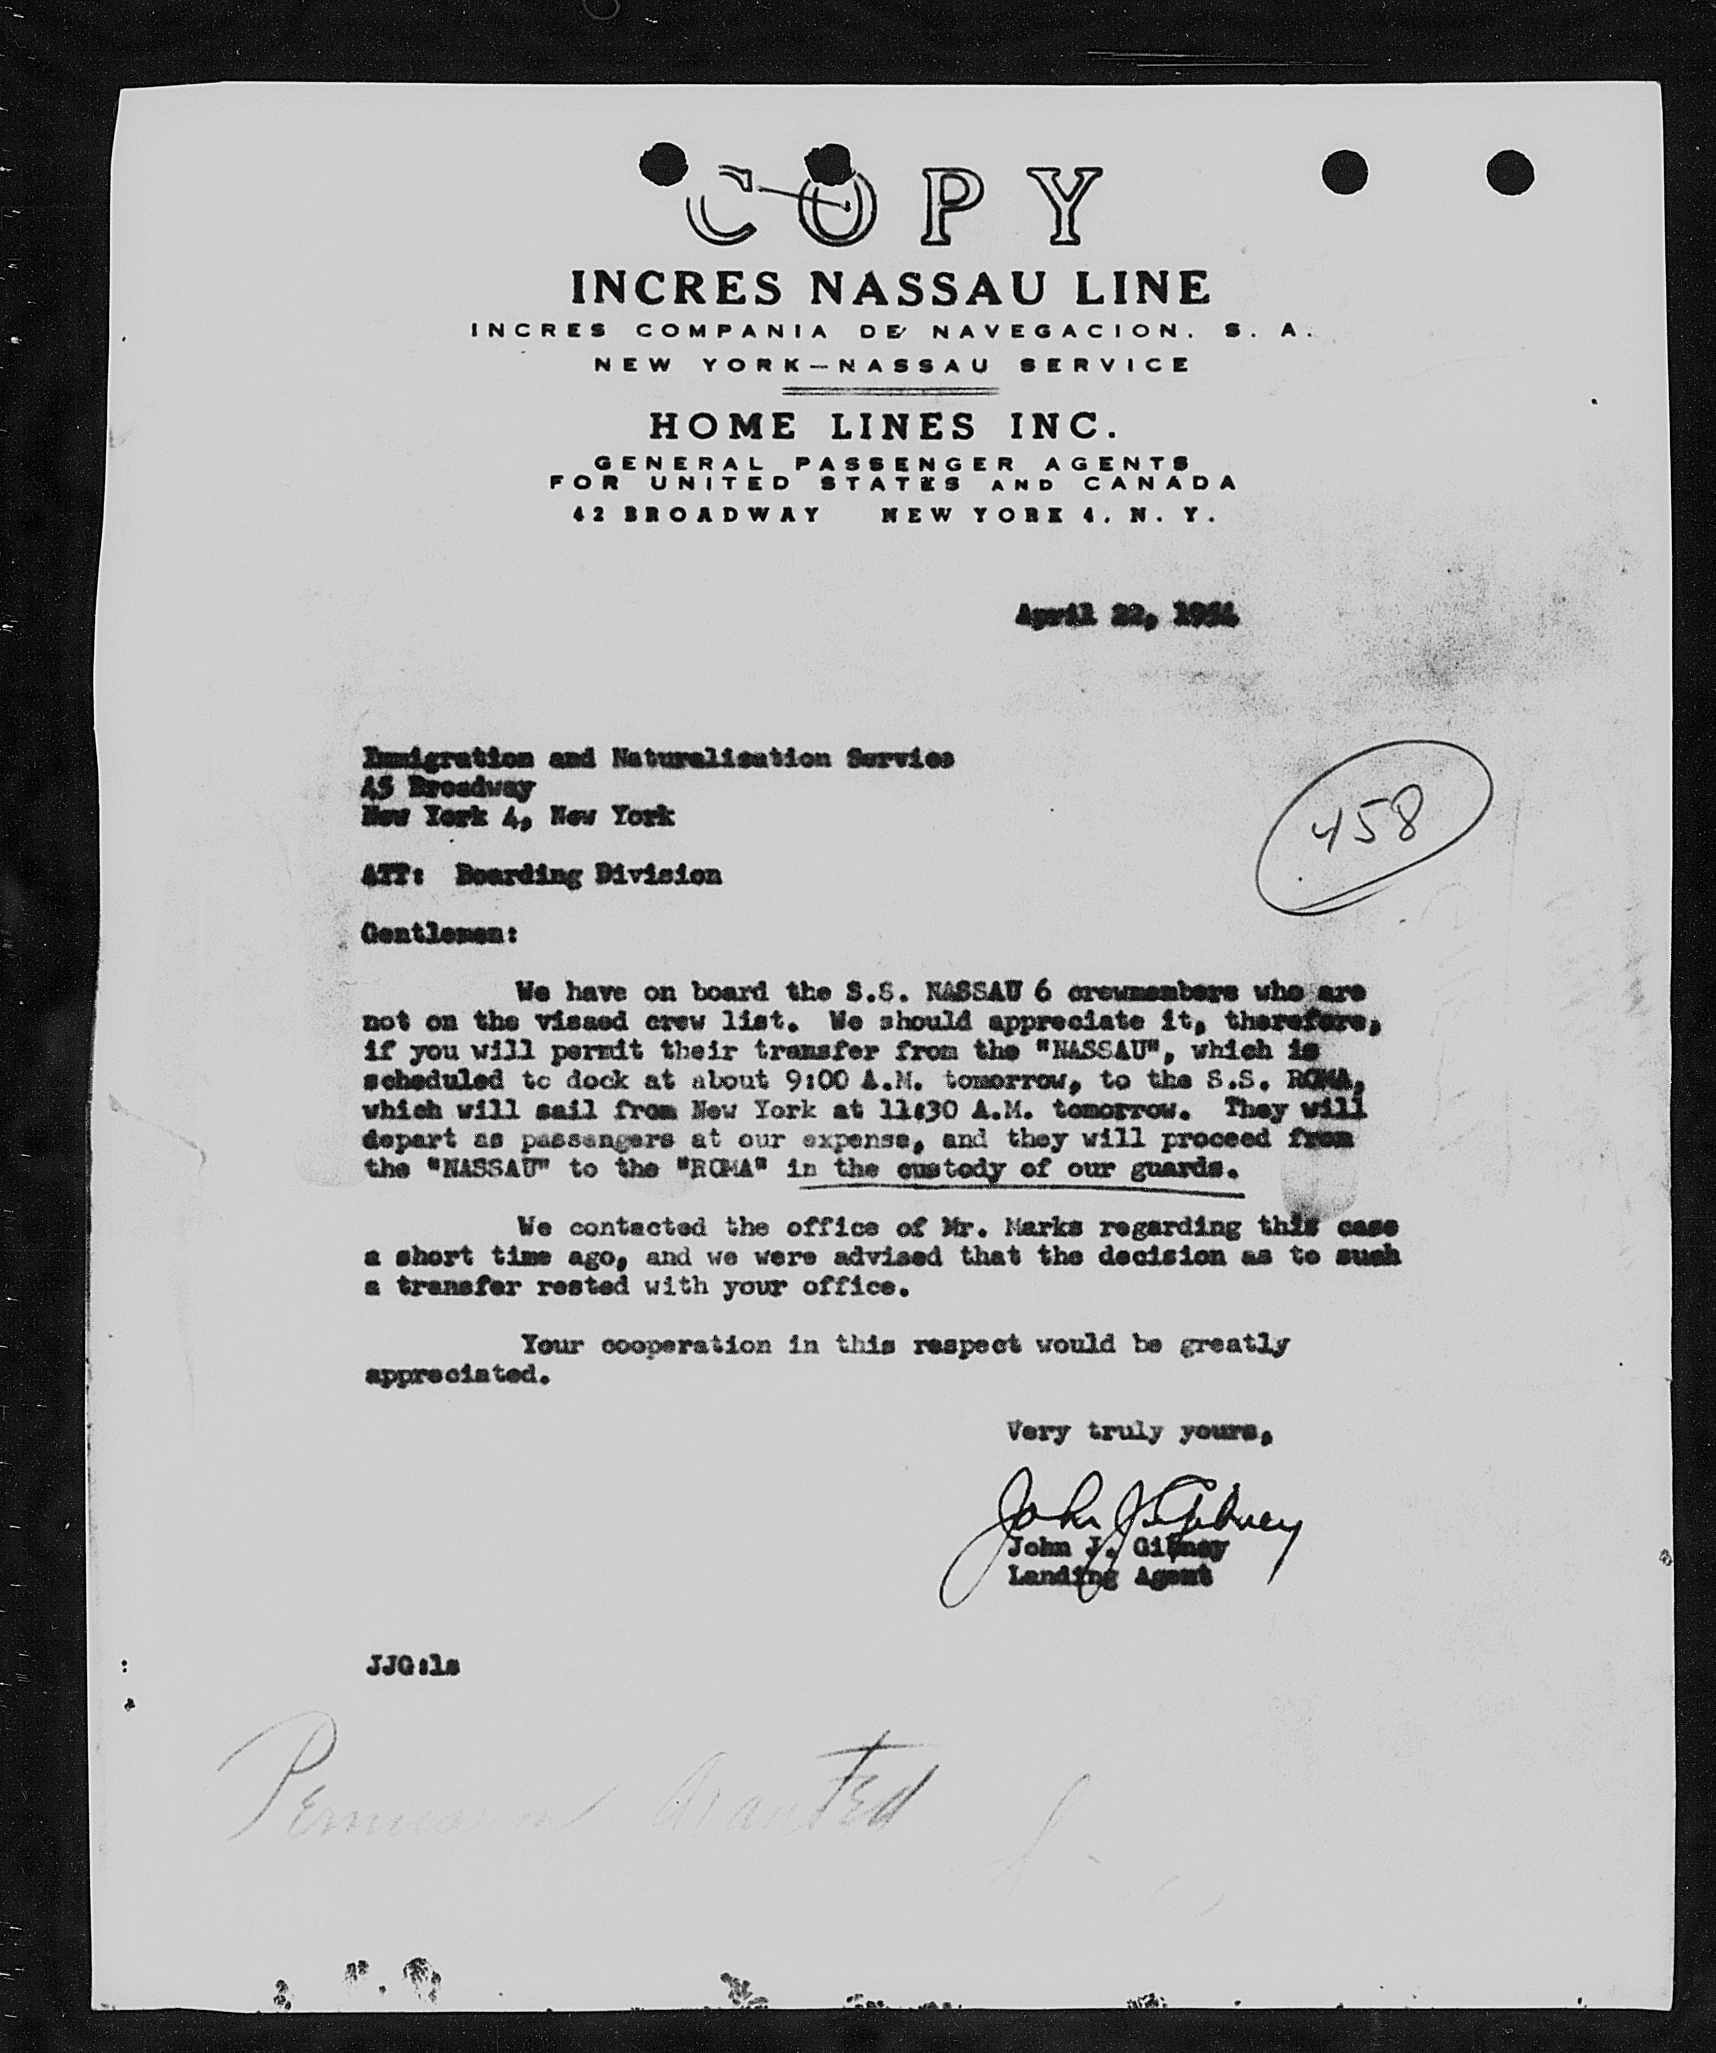 COPY
INCRES NASSAU LINE
INCRES COMPANIA DE NAVEGACION, S. A.
NEW YORK—NASSAU SERVICE
HOME LINES INC.
GENERAL PASSENGER AGENTS
FOR UNITED STATES AND CANADA
42 BROADWAY NEW YORK 4, N. Y.
April 22, 1954
Immigration and Naturalization Service
45 Broadway
New York 4, New York
458
ATT: Boarding Division
Gentlemen:
We have on board the S.S. NASSAU 6 crewmembers who are
not on the visaed crew list. We should appreciate it, therefore,
if you will permit their transfer from the "NASSAU", which is
scheduled to dock at about 9:00 A.M. tomorrow, to the S.S. ROMA,
which will sail from New York at 11:30 A.M. tomorrow. They will
depart as passengers at our expense, and they will proceed from
the "NASSAU" to the "ROMA" in the custody of our guards.
We contacted the office of Mr. Marks regarding this case
a short time ago, and we were advised that the decision as to such
a transfer rested with your office.
Your cooperation in this respect would be greatly
appreciated.
Very truly yours,
John J. Gibney
John J. Gibney
Landing Agent
JJG:ls
Permission Granted